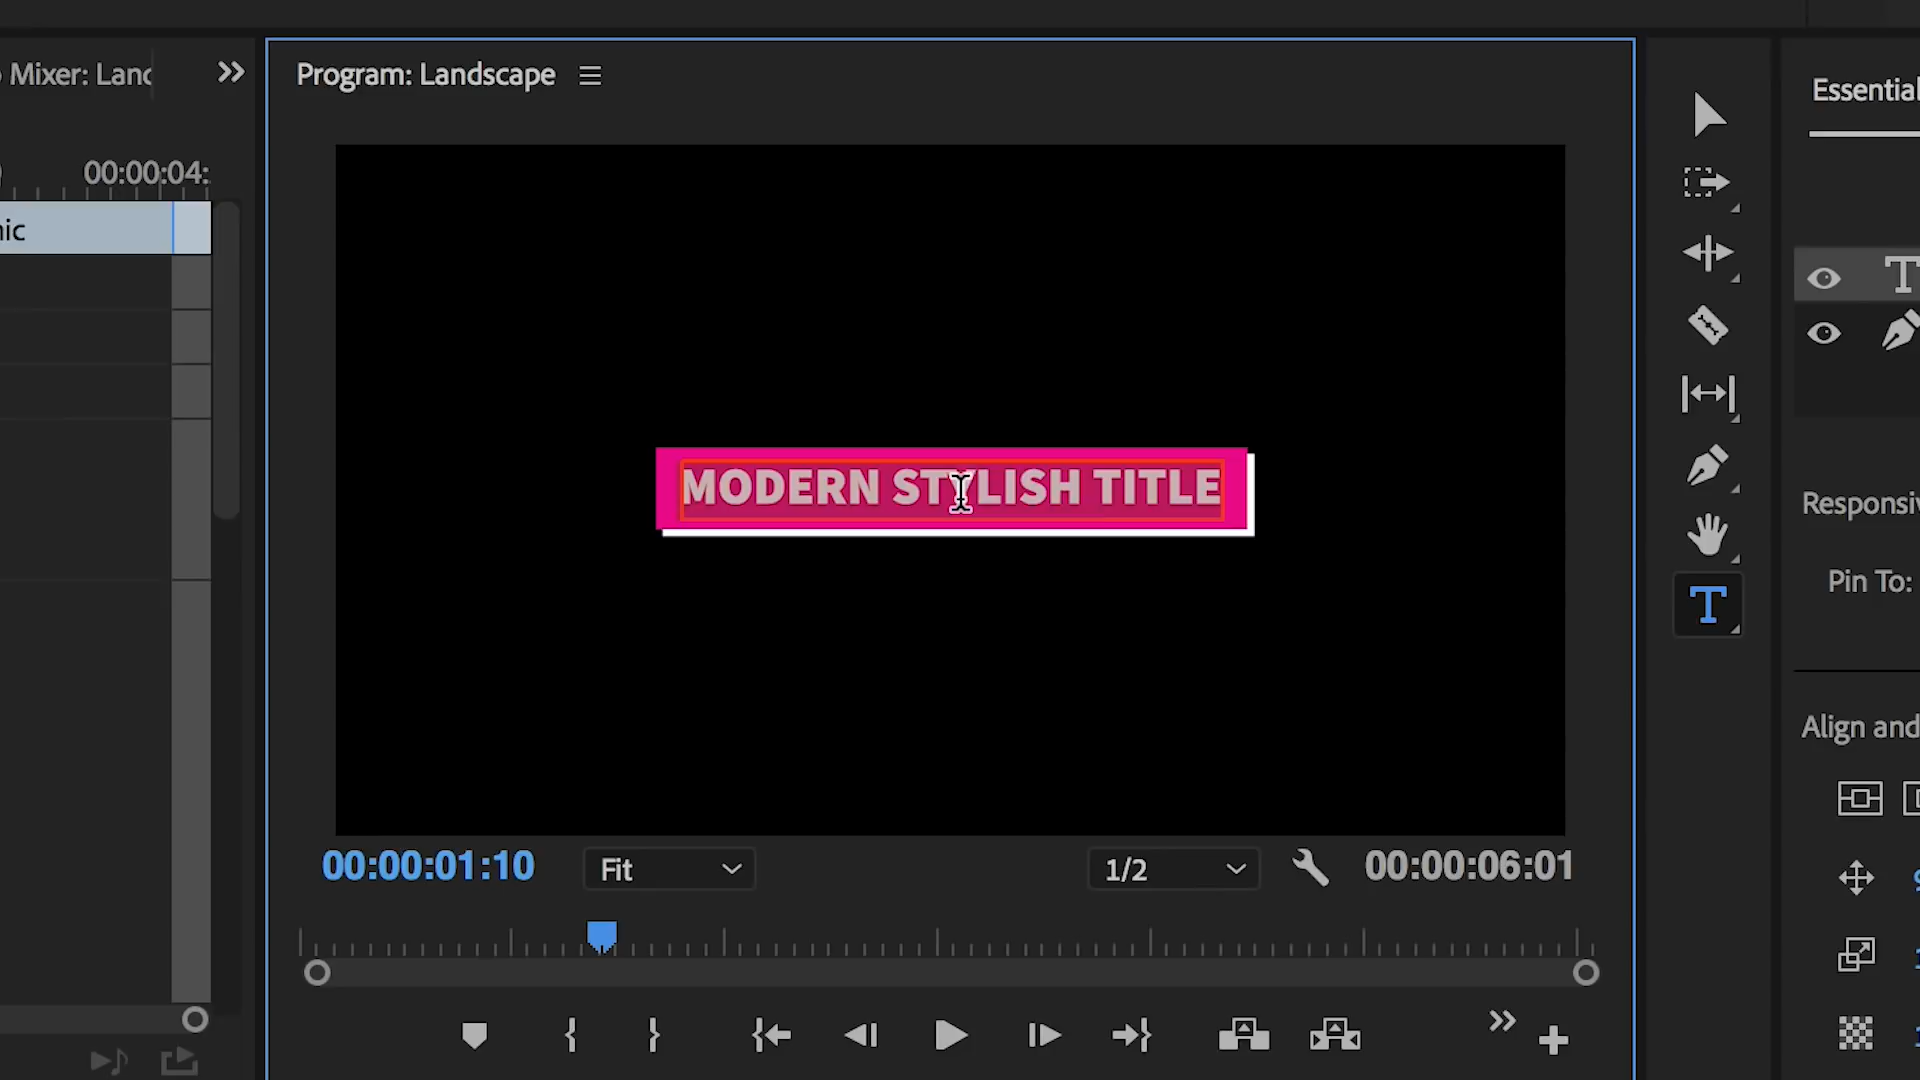 Mixer: Lanc
Program: Landscape
Essential
00:00:04:
nic
MODERN STYLISH TITLE
T
Responsiv
Pin To:
T
Align and
00:00:01:10
Fit
1/2
00:00:06:01